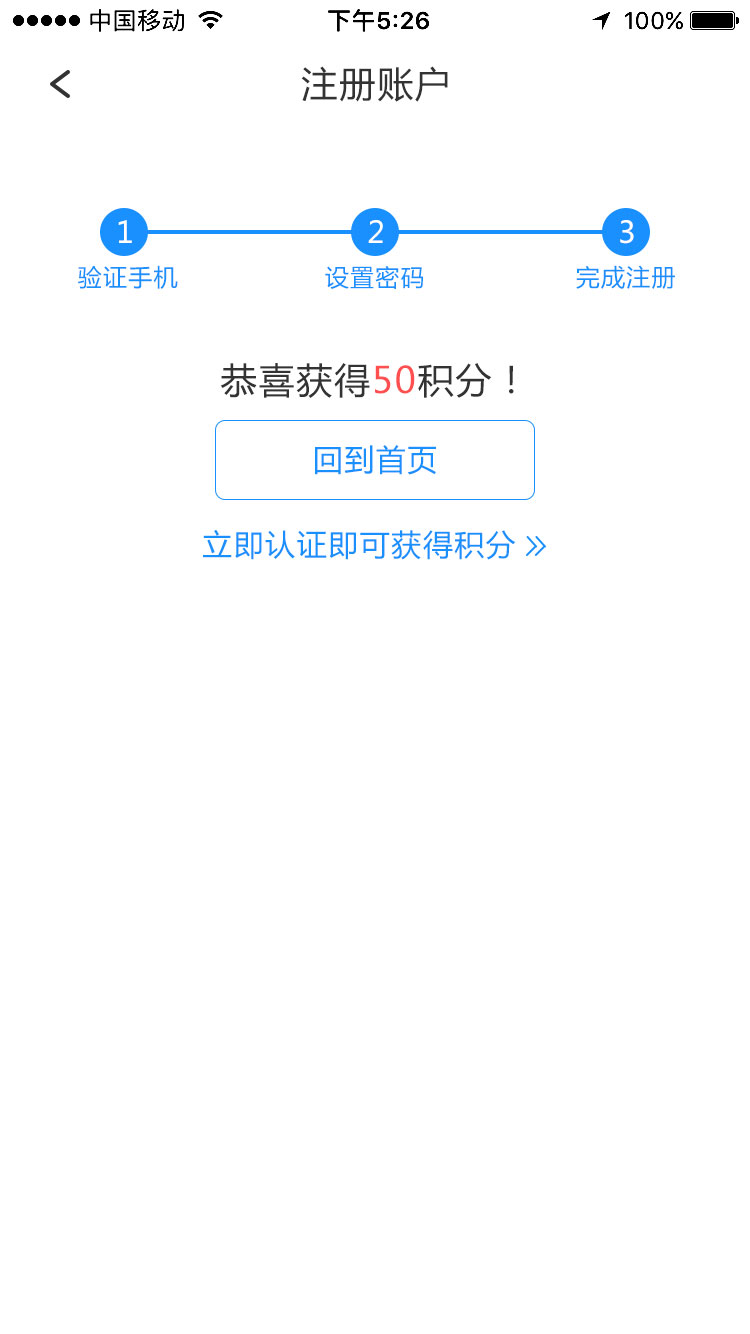 中国移动 下午5:26 100%
注册账户
1 2 3
验证手机 设置密码 完成注册
恭喜获得50积分！
回到首页
立即认证即可获得积分